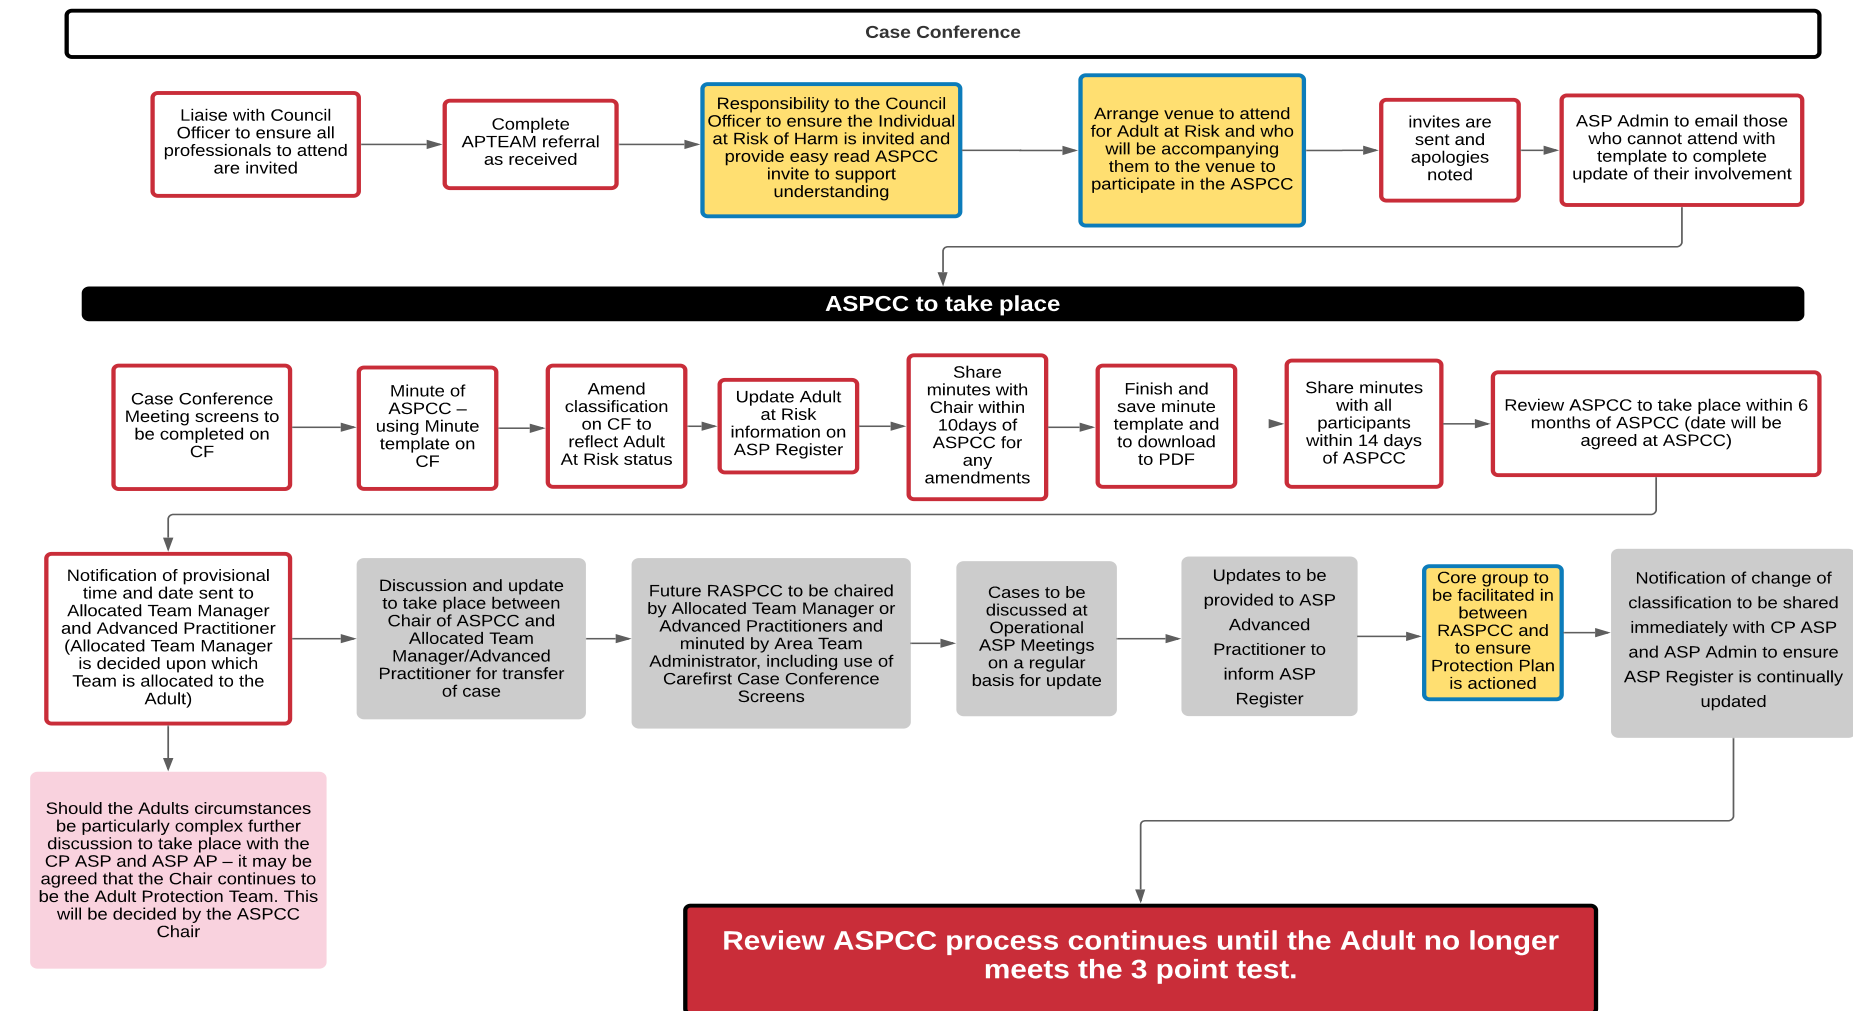 Case Conference
Liaise with Council
Officer to ensure all
professionals to attend
are invited
Complete
APTEAM referral
as received
Responsibility to the Council
Officer to ensure the Individual
at Risk of Harm is invited and
provide easy read ASPCC
invite to support
understanding
Arrange venue to attend
for Adult at Risk and who
will be accompanying
them to the venue to
participate in the ASPCC
invites are
sent and
apologies
noted
ASP Admin to email those
who cannot attend with
template to complete
update of their involvement
ASPCC to take place
Case Conference
Meeting screens to
be completed on
CF
Minute of
ASPCC –
using Minute
template on
CF
Amend
classification
on CF to
reflect Adult
At Risk status
Update Adult
at Risk
information on
ASP Register
Share
minutes with
Chair within
10days of
ASPCC for
any
amendments
Finish and
save minute
template and
to download
to PDF
Share minutes
with all
participants
within 14 days
of ASPCC
Review ASPCC to take place within 6
months of ASPCC (date will be
agreed at ASPCC)
Notification of provisional
time and date sent to
Allocated Team Manager
and Advanced Practitioner
(Allocated Team Manager
is decided upon which
Team is allocated to the
Adult)
Discussion and update
to take place between
Chair of ASPCC and
Allocated Team
Manager/Advanced
Practitioner for transfer
of case
Future RASPCC to be chaired
by Allocated Team Manager or
Advanced Practitioners and
minuted by Area Team
Administrator, including use of
Carefirst Case Conference
Screens
Cases to be
discussed at
Operational
ASP Meetings
on a regular
basis for update
Updates to be
provided to ASP
Advanced
Practitioner to
inform ASP
Register
Core group to
be facilitated in
between
RASPCC and
to ensure
Protection Plan
is actioned
Notification of change of
classification to be shared
immediately with CP ASP
and ASP Admin to ensure
ASP Register is continually
updated
Should the Adults circumstances
be particularly complex further
discussion to take place with the
CP ASP and ASP AP – it may be
agreed that the Chair continues to
be the Adult Protection Team. This
will be decided by the ASPCC
Chair
Review ASPCC process continues until the Adult no longer
meets the 3 point test.